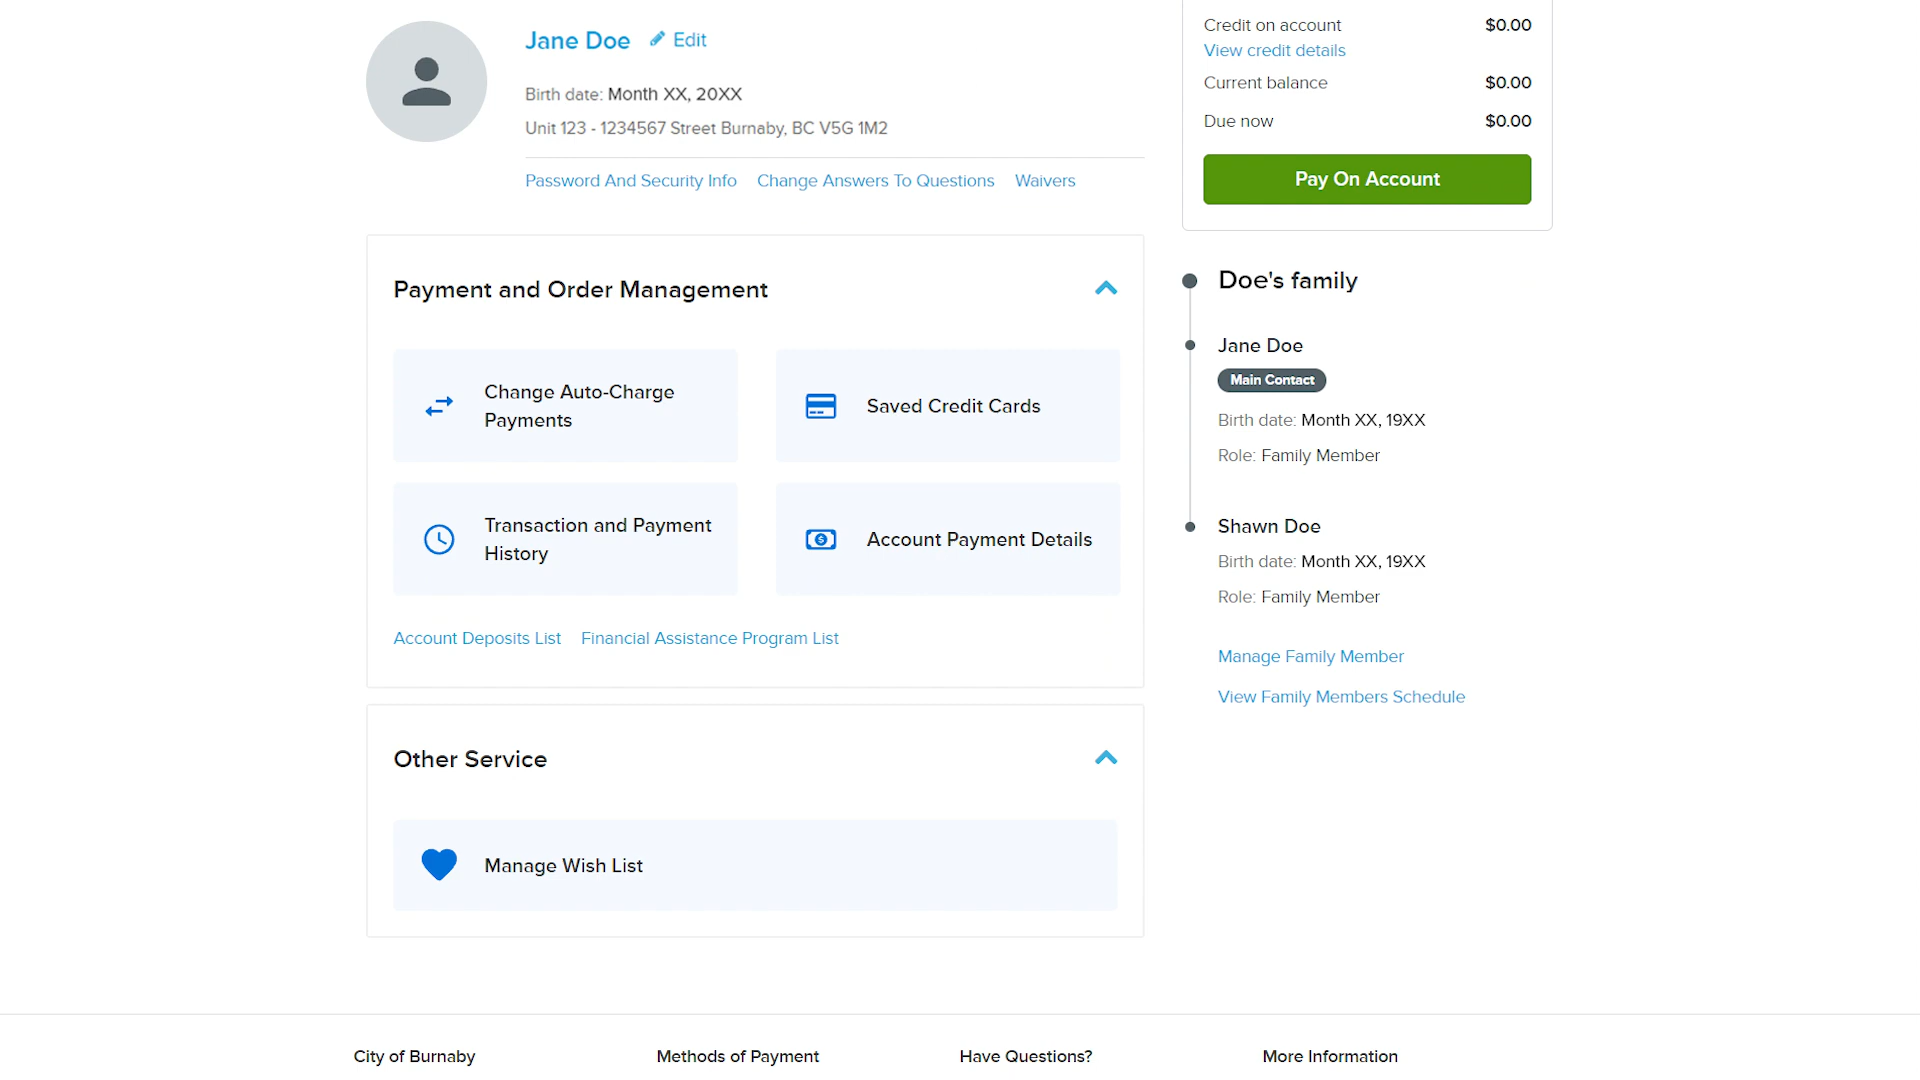 Jane Doe Edit
Birth date: Month XX, 20XX
Unit 123 - 1234567 Street Burnaby, BC V5G 1M2
Password And Security Info Change Answers To Questions Waivers
Credit on account $0.00
View credit details
Current balance $0.00
Due now $0.00
Pay On Account
Payment and Order Management
Change Auto-Charge
Payments
Saved Credit Cards
Transaction and Payment
History
Account Payment Details
Account Deposits List Financial Assistance Program List
Other Service
Manage Wish List
Doe's family
Jane Doe
Main Contact
Birth date: Month XX, 19XX
Role: Family Member
Shawn Doe
Birth date: Month XX, 19XX
Role: Family Member
Manage Family Member
View Family Members Schedule
City of Burnaby Methods of Payment Have Questions? More Information